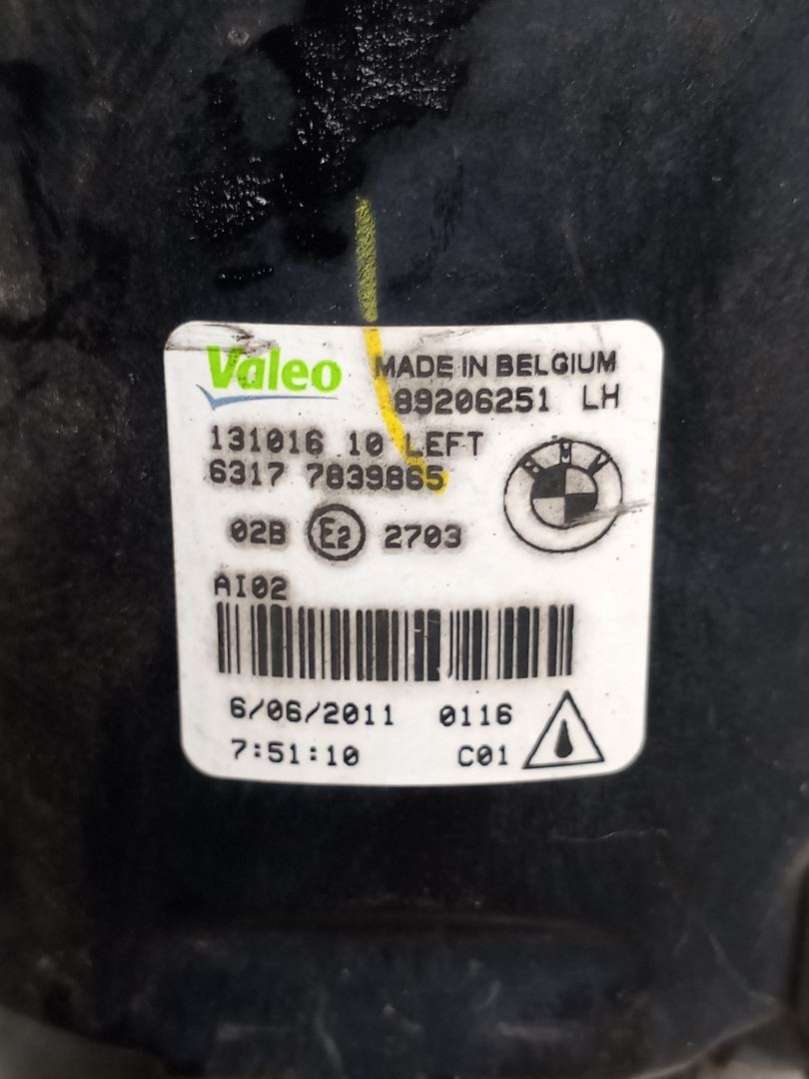 Valeo
MADE IN BELGIUM
89206251 LH
131016 10 LEFT
6317 7839865
BMW
02B E2 2703
AI02
6/06/2011 0116
7:51:10 C01